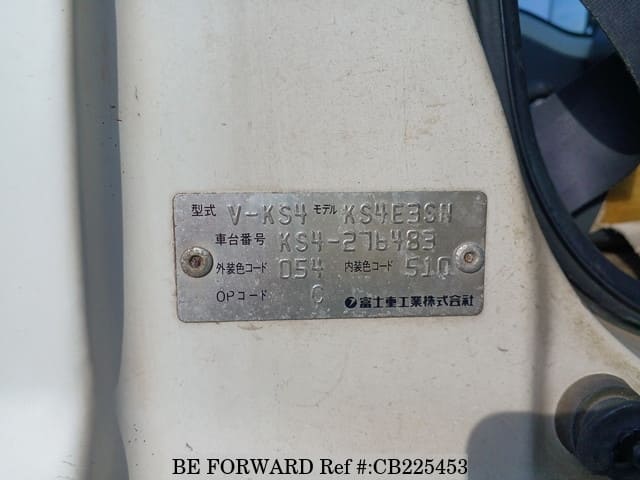 型式 V-KS4 モデル KS4E3SN
車台番号 KS4-276483
外装色コード 054 内装色コード 510
OPコード C 富士重工業株式会社
BE FORWARD Ref #:CB225453